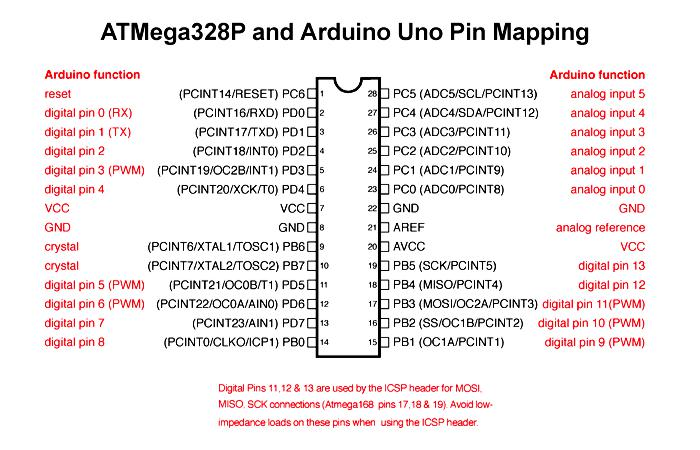 ATMega328P and Arduino Uno Pin Mapping
Arduino function Arduino function
reset (PCINT14/RESET) PC6 1 28 PC5 (ADC5/SCL/PCINT13) analog input 5
digital pin 0 (RX) (PCINT16/RXD) PD0 2 27 PC4 (ADC4/SDA/PCINT12) analog input 4
digital pin 1 (TX) (PCINT17/TXD) PD1 3 26 PC3 (ADC3/PCINT11) analog input 3
digital pin 2 (PCINT18/INT0) PD2 4 25 PC2 (ADC2/PCINT10) analog input 2
digital pin 3 (PWM) (PCINT19/OC2B/INT1) PD3 5 24 PC1 (ADC1/PCINT9) analog input 1
digital pin 4 (PCINT20/XCK/T0) PD4 6 23 PC0 (ADC0/PCINT8) analog input 0
VCC VCC 7 22 GND GND
GND GND 8 21 AREF analog reference
crystal (PCINT6/XTAL1/TOSC1) PB6 9 20 AVCC VCC
crystal (PCINT7/XTAL2/TOSC2) PB7 10 19 PB5 (SCK/PCINT5) digital pin 13
digital pin 5 (PWM) (PCINT21/OC0B/T1) PD5 11 18 PB4 (MISO/PCINT4) digital pin 12
digital pin 6 (PWM) (PCINT22/OC0A/AIN0) PD6 12 17 PB3 (MOSI/OC2A/PCINT3) digital pin 11(PWM)
digital pin 7 (PCINT23/AIN1) PD7 13 16 PB2 (SS/OC1B/PCINT2) digital pin 10 (PWM)
digital pin 8 (PCINT0/CLKO/ICP1) PB0 14 15 PB1 (OC1A/PCINT1) digital pin 9 (PWM)
Digital Pins 11,12 & 13 are used by the ICSP header for MOSI,
MISO, SCK connections (Atmega168 pins 17,18 & 19). Avoid low-
impedance loads on these pins when using the ICSP header.